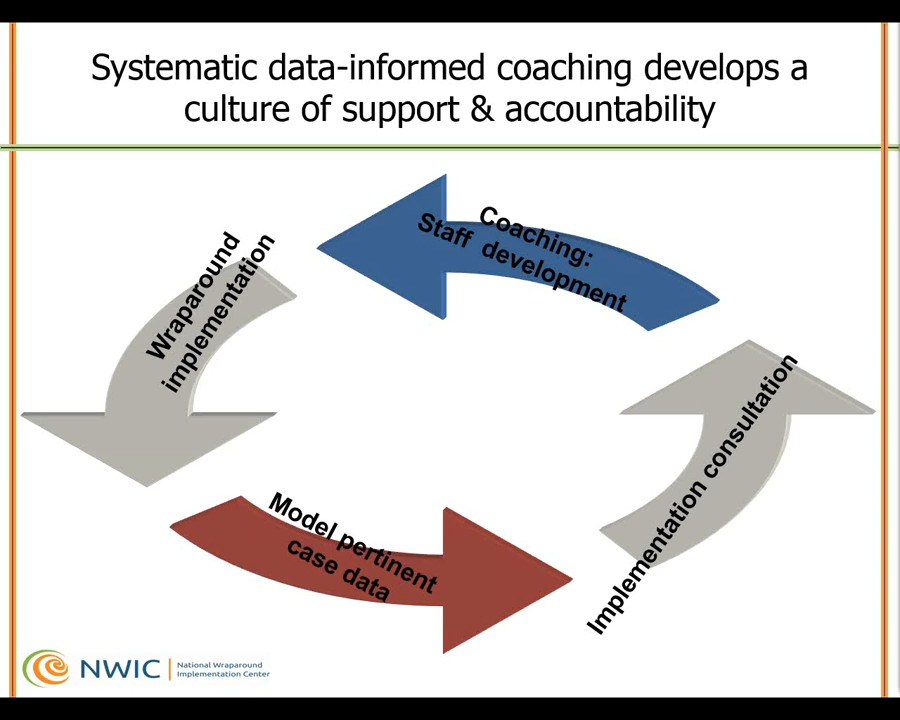 Systematic data-informed coaching develops a
culture of support & accountability
Coaching:
Staff development
Wraparound
implementation
Implementation consultation
Model pertinent
case data
NWIC
National Wraparound
Implementation Center